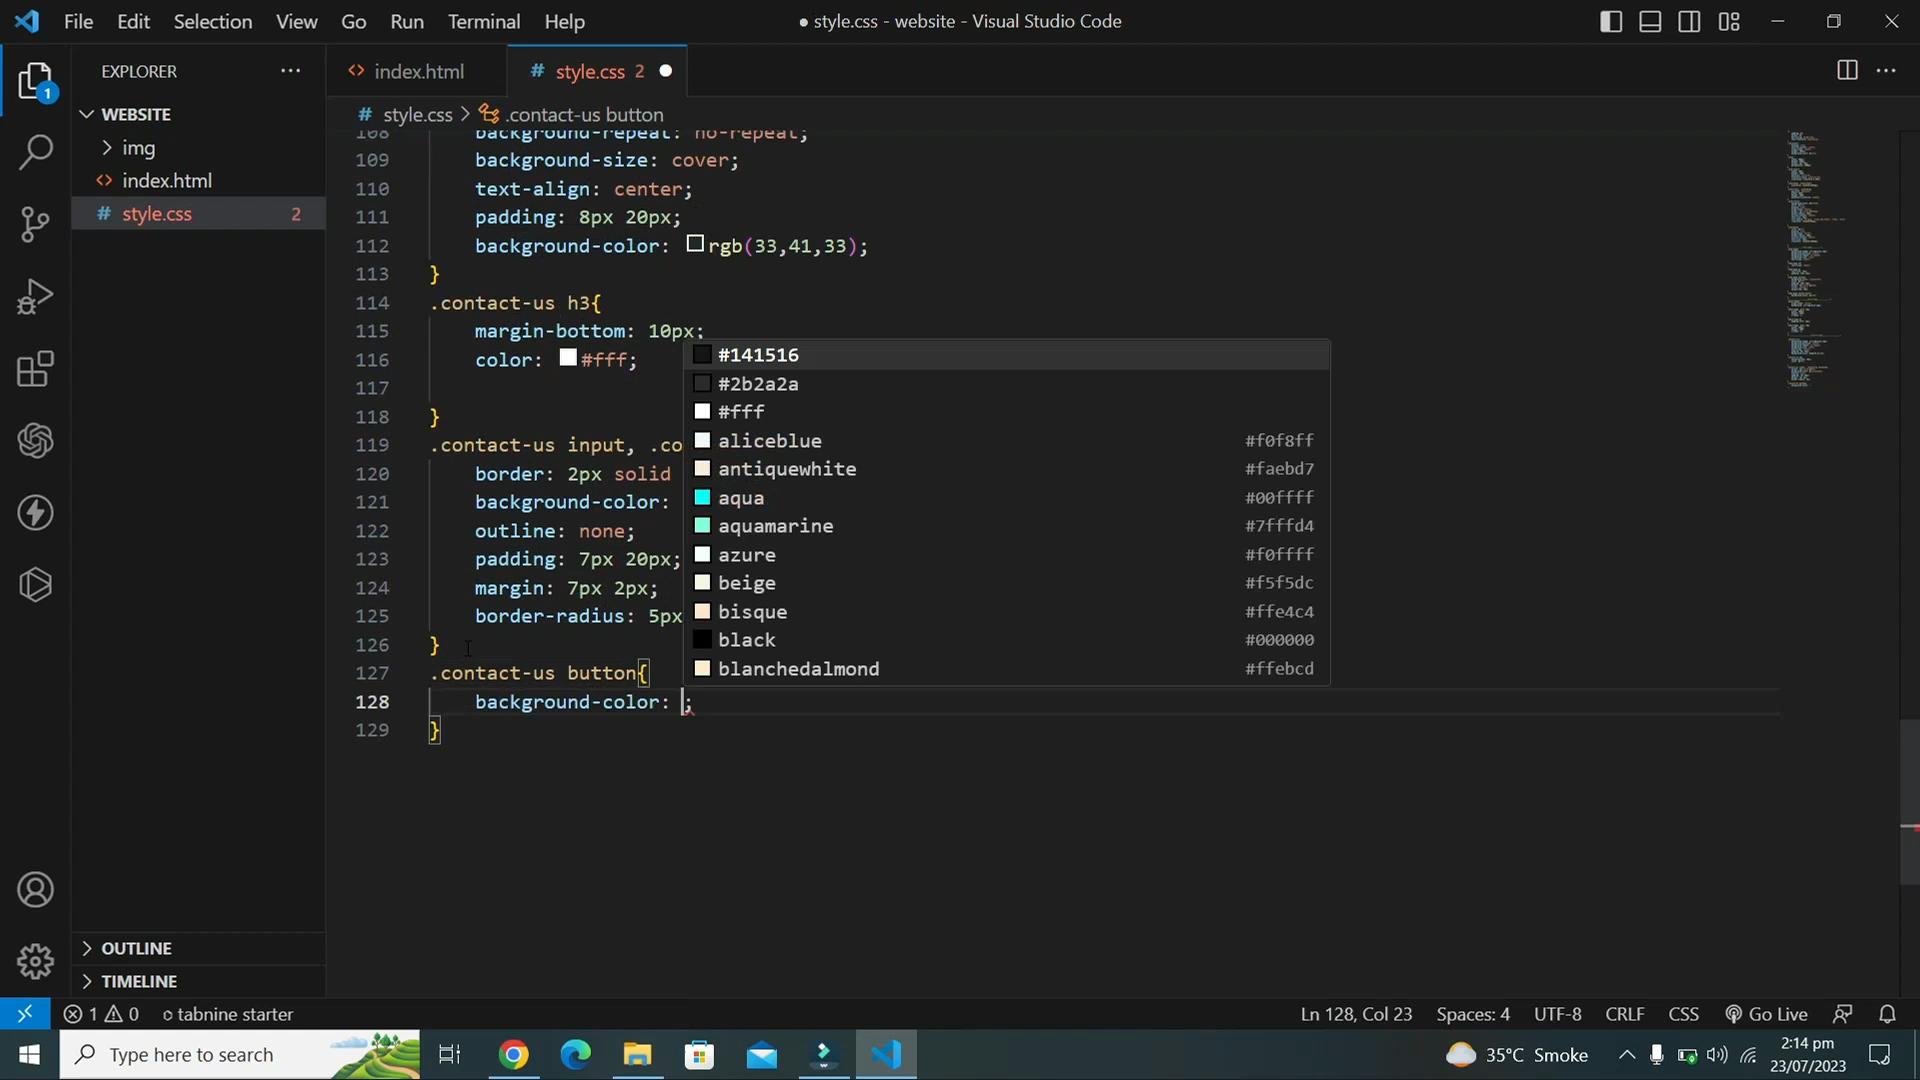 File Edit Selection View Go Run Terminal Help
● style.css - website - Visual Studio Code
EXPLORER
index.html
# style.css 2
WEBSITE
# style.css > .contact-us button
img
index.html
# style.css 2
108 background-repeat: no-repeat;
109 background-size: cover;
110 text-align: center;
111 padding: 8px 20px;
112 background-color: rgb(33,41,33);
113 }
114 .contact-us h3{
115 margin-bottom: 10px;
116 color: #fff;
117
118 }
119 .contact-us input, .co
120 border: 2px solid
121 background-color:
122 outline: none;
123 padding: 7px 20px;
124 margin: 7px 2px;
125 border-radius: 5px
126 }
127 .contact-us button{
128 background-color: ;
129 }
#141516
#2b2a2a
#fff
aliceblue #f0f8ff
antiquewhite #faebd7
aqua #00ffff
aquamarine #7fffd4
azure #f0ffff
beige #f5f5dc
bisque #ffe4c4
black #000000
blanchedalmond #ffebcd
1
OUTLINE
TIMELINE
1 0 tabnine starter
Ln 128, Col 23 Spaces: 4 UTF-8 CRLF CSS Go Live
Type here to search
35°C Smoke
2:14 pm
23/07/2023